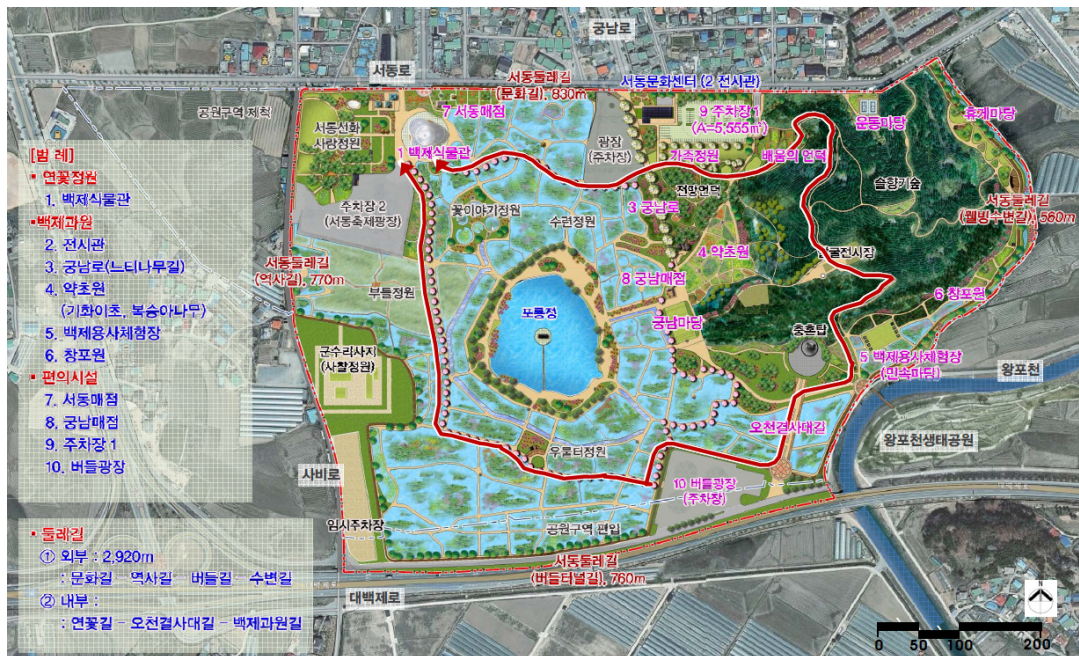 궁남로
서동로
서동둘레길
(문화길), 830m
서동문화센터 (2 전시관)
공원구역 제척
7 서동매점
9 주차장 1
(A=5,555㎡)
운동마당
휴게마당
서동선화
사랑정원
1 백제식물관
광장
(주차장)
가족정원
배움의 언덕
[범 례]
▪ 연꽃정원
1. 백제식물관
▪백제과원
2. 전시관
3. 궁남로(느티나무길)
4. 약초원
(기화이초, 복숭아나무)
5. 백제용사체험장
6. 창포원
▪ 편의시설
7. 서동매점
8. 궁남매점
9. 주차장 1
10. 버들광장
전망언덕
솔향기숲
서동둘레길
(웰빙수변길), 560m
주차장 2
(서동축제광장)
꽃이야기정원
수련정원
3 궁남로
4 약초원
서동둘레길
(역사길), 770m
부들정원
8 궁남매점
6 창포원
포룡정
궁남마당
충혼탑
군수리사지
(사찰정원)
5 백제용사체험장
(민속마당)
왕포천
오천결사대길
왕포천생태공원
우물터정원
사비로
10 버들광장
(주차장)
임시주차장
공원구역 편입
서동둘레길
(버들터널길), 760m
대백제로
▪ 둘레길
① 외부 : 2,920m
: 문화길 - 역사길 - 버들길 - 수변길
② 내부 :
: 연꽃길 - 오천결사대길 - 백제과원길
N
0 50 100 200